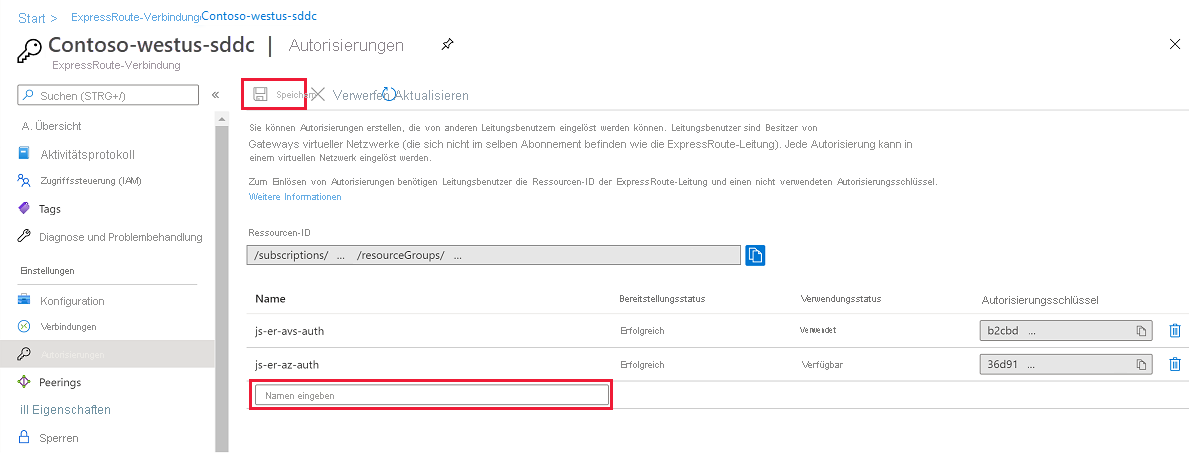 Start > ExpressRoute-Verbindung Contoso-westus-sddc
Contoso-westus-sddc | Autorisierungen
ExpressRoute-Verbindung
Suchen (STRG+/) «
Speichern Verwerfen Aktualisieren
A. Übersicht
Aktivitätsprotokoll
Zugriffssteuerung (IAM)
Tags
Diagnose und Problembehandlung
Einstellungen
Konfiguration
Verbindungen
Autorisierungen
Peerings
ill Eigenschaften
Sperren
Sie können Autorisierungen erstellen, die von anderen Leitungsbenutzern eingelöst werden können. Leitungsbenutzer sind Besitzer von
Gateways virtueller Netzwerke (die sich nicht im selben Abonnement befinden wie die ExpressRoute-Leitung). Jede Autorisierung kann in
einem virtuellen Netzwerk eingelöst werden.
Zum Einlösen von Autorisierungen benötigen Leitungsbenutzer die Ressourcen-ID der ExpressRoute-Leitung und einen nicht verwendeten Autorisierungsschlüssel.
Weitere Informationen
Ressourcen-ID
/subscriptions/ ... /resourceGroups/ ...
Name Bereitstellungsstatus Verwendungsstatus Autorisierungsschlüssel
js-er-avs-auth Erfolgreich Verwendet b2cbd ...
js-er-az-auth Erfolgreich Verfügbar 36d91 ...
Namen eingeben